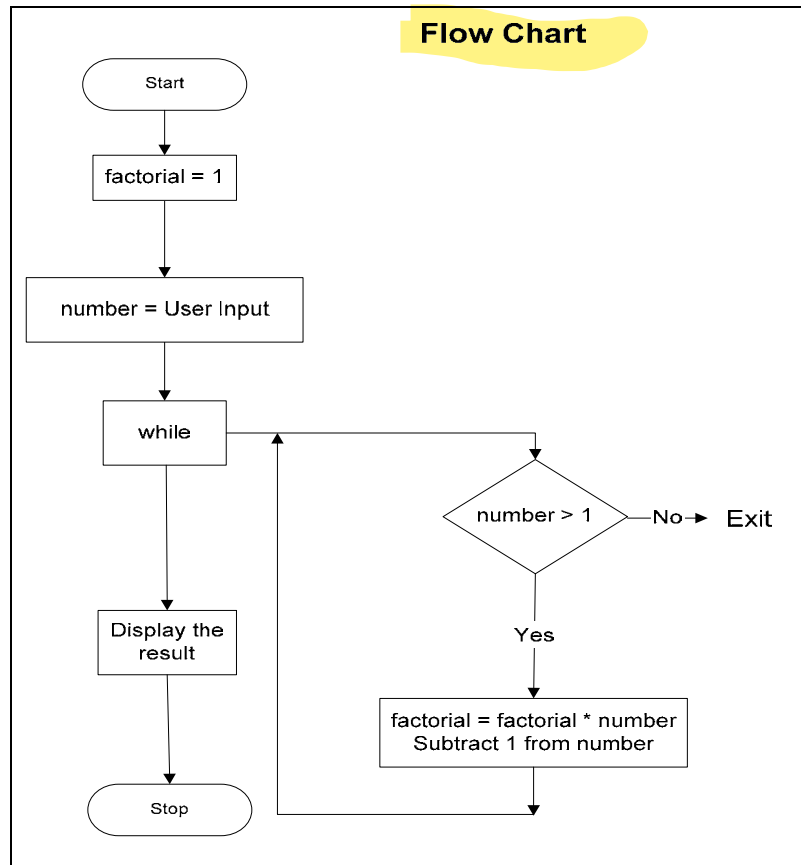 Flow Chart
Start
factorial = 1
number = User Input
while
number > 1
No
Exit
Yes
Display the
result
factorial = factorial * number
Subtract 1 from number
Stop